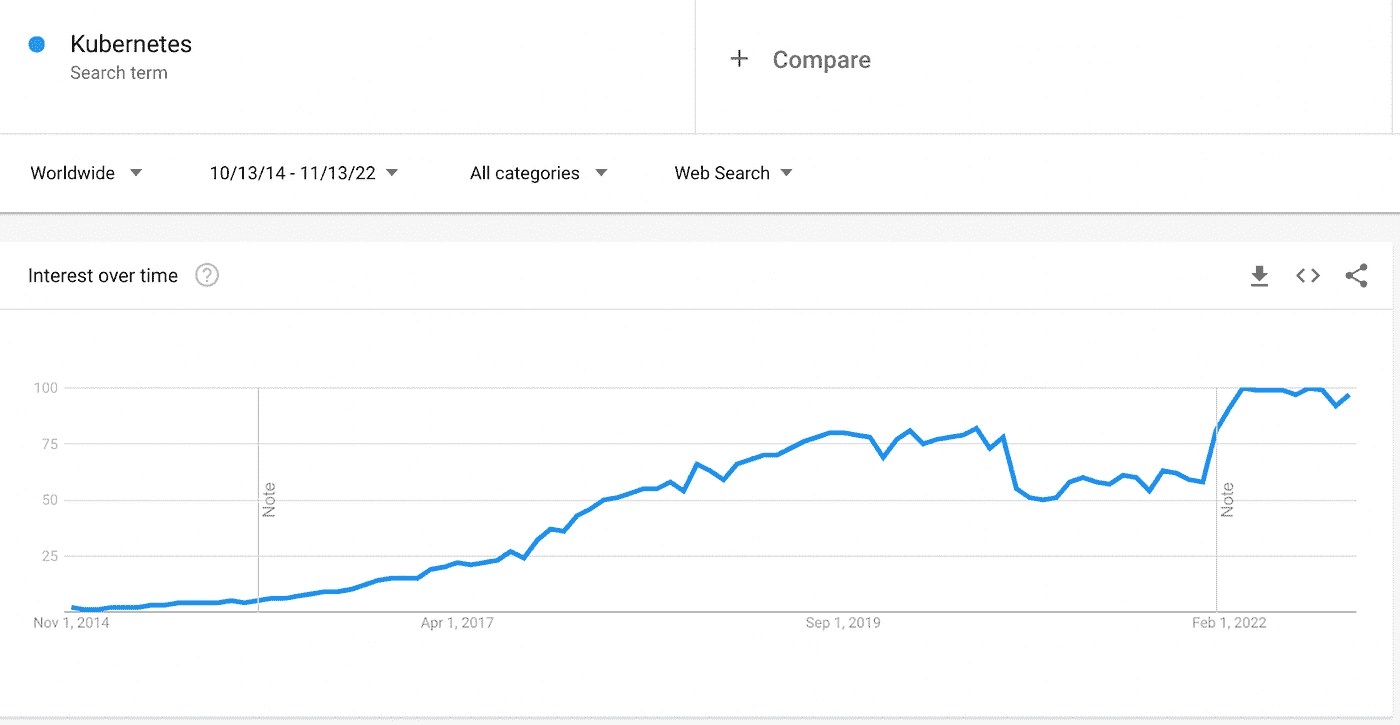 Kubernetes
Search term
+ Compare
Worldwide
10/13/14 - 11/13/22
All categories
Web Search
Interest over time ?
100
75
50
25
Note
Note
Nov 1, 2014
Apr 1, 2017
Sep 1, 2019
Feb 1, 2022